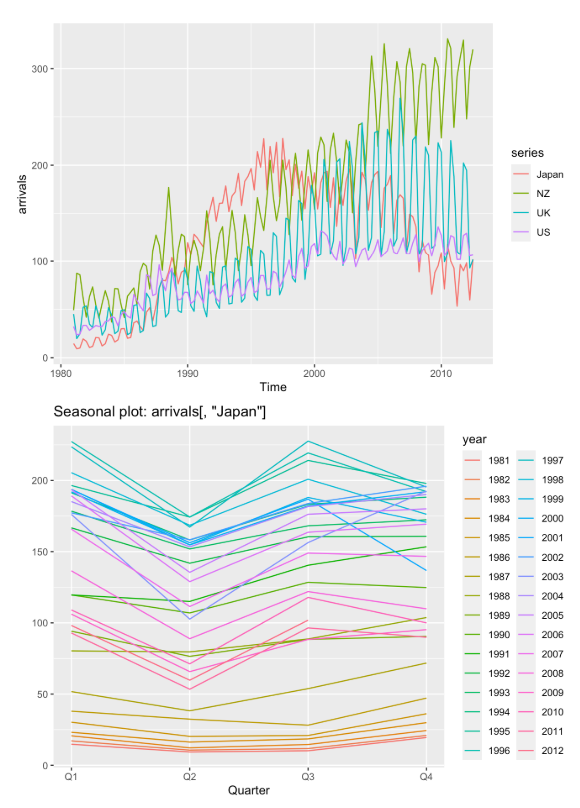 300
200
100
0
arrivals
1980
1990
2000
2010
Time
series
Japan
NZ
UK
US
Seasonal plot: arrivals[, "Japan"]
200
150
100
50
0
Q1
Q2
Q3
Q4
Quarter
year
1981 1997
1982 1998
1983 1999
1984 2000
1985 2001
1986 2002
1987 2003
1988 2004
1989 2005
1990 2006
1991 2007
1992 2008
1993 2009
1994 2010
1995 2011
1996 2012